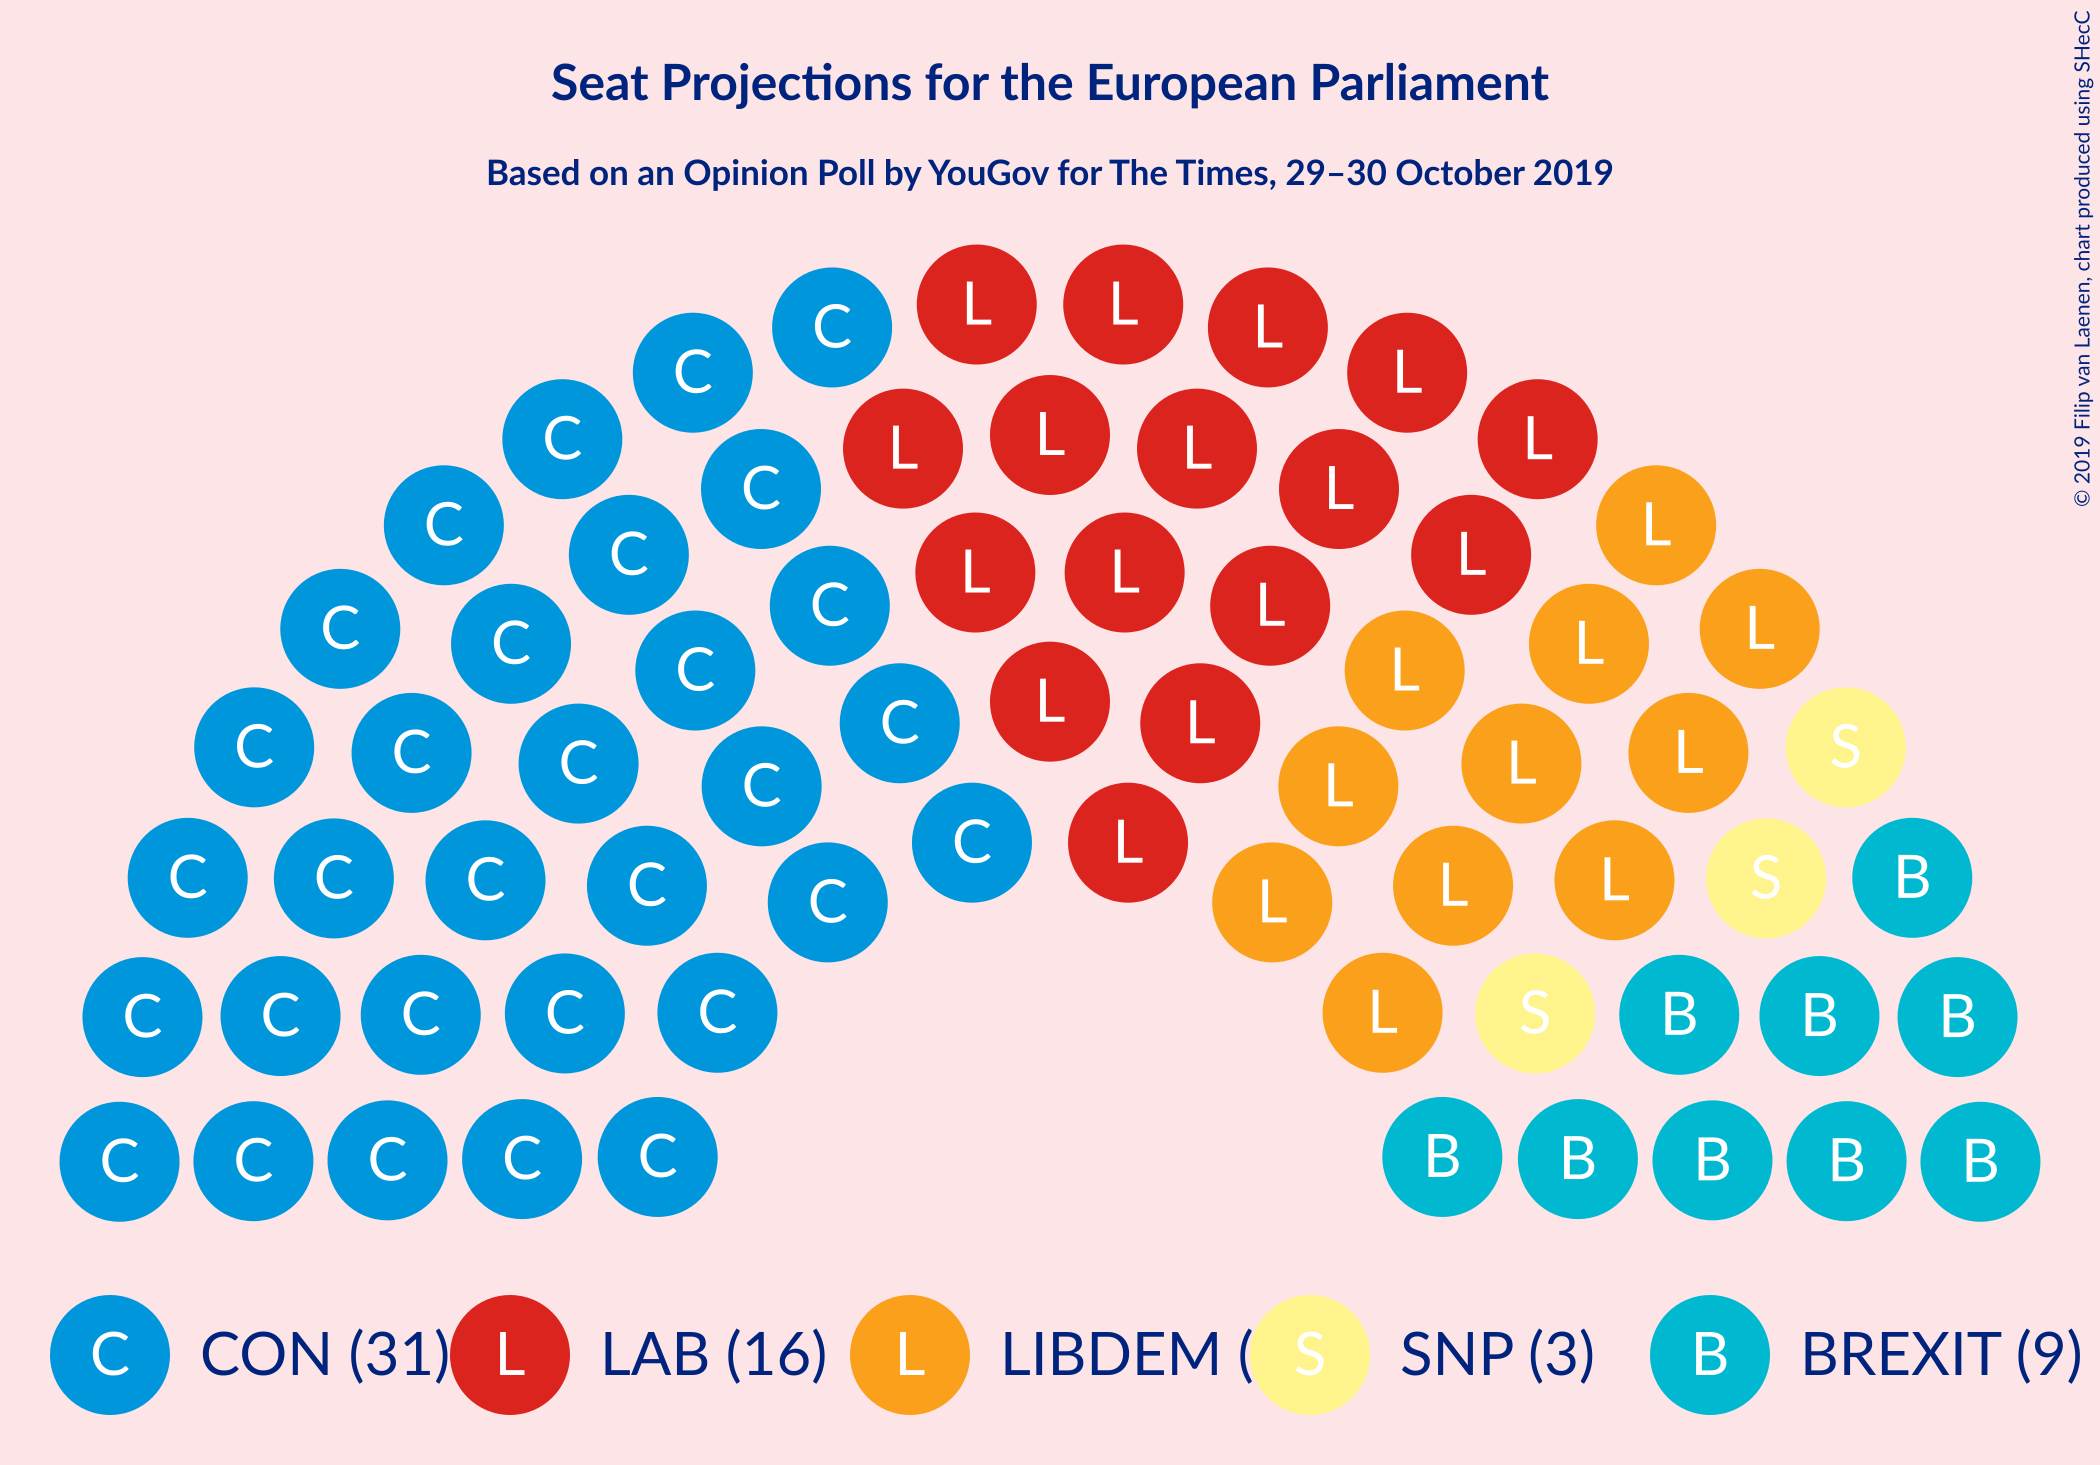 Seat Projections for the European Parliament
Based on an Opinion Poll by YouGov for The Times, 29–30 October 2019
© 2019 Filip van Laenen, chart produced using SHecC
L L
C L
C L
L
C L L L
C L
C L
C L
C L L L
C L
C C L L
C L
C L
C C C L L S
C L
C L
C C C C L L S B
C L
C C C C C L S B B B
C C C C C B B B B B
C CON (31) L LAB (16) L LIBDEM ( S SNP (3) B BREXIT (9)